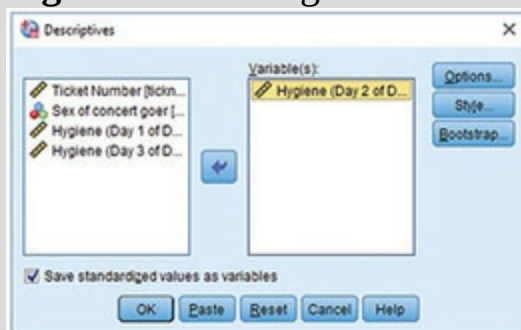 Descriptives
Variable(s):
Ticket Number [tickn...
Sex of concert goer [...
Hygiene (Day 1 of D...
Hygiene (Day 3 of D...
Hygiene (Day 2 of D...
Options...
Style...
Bootstrap...
Save standardized values as variables
OK Paste Reset Cancel Help